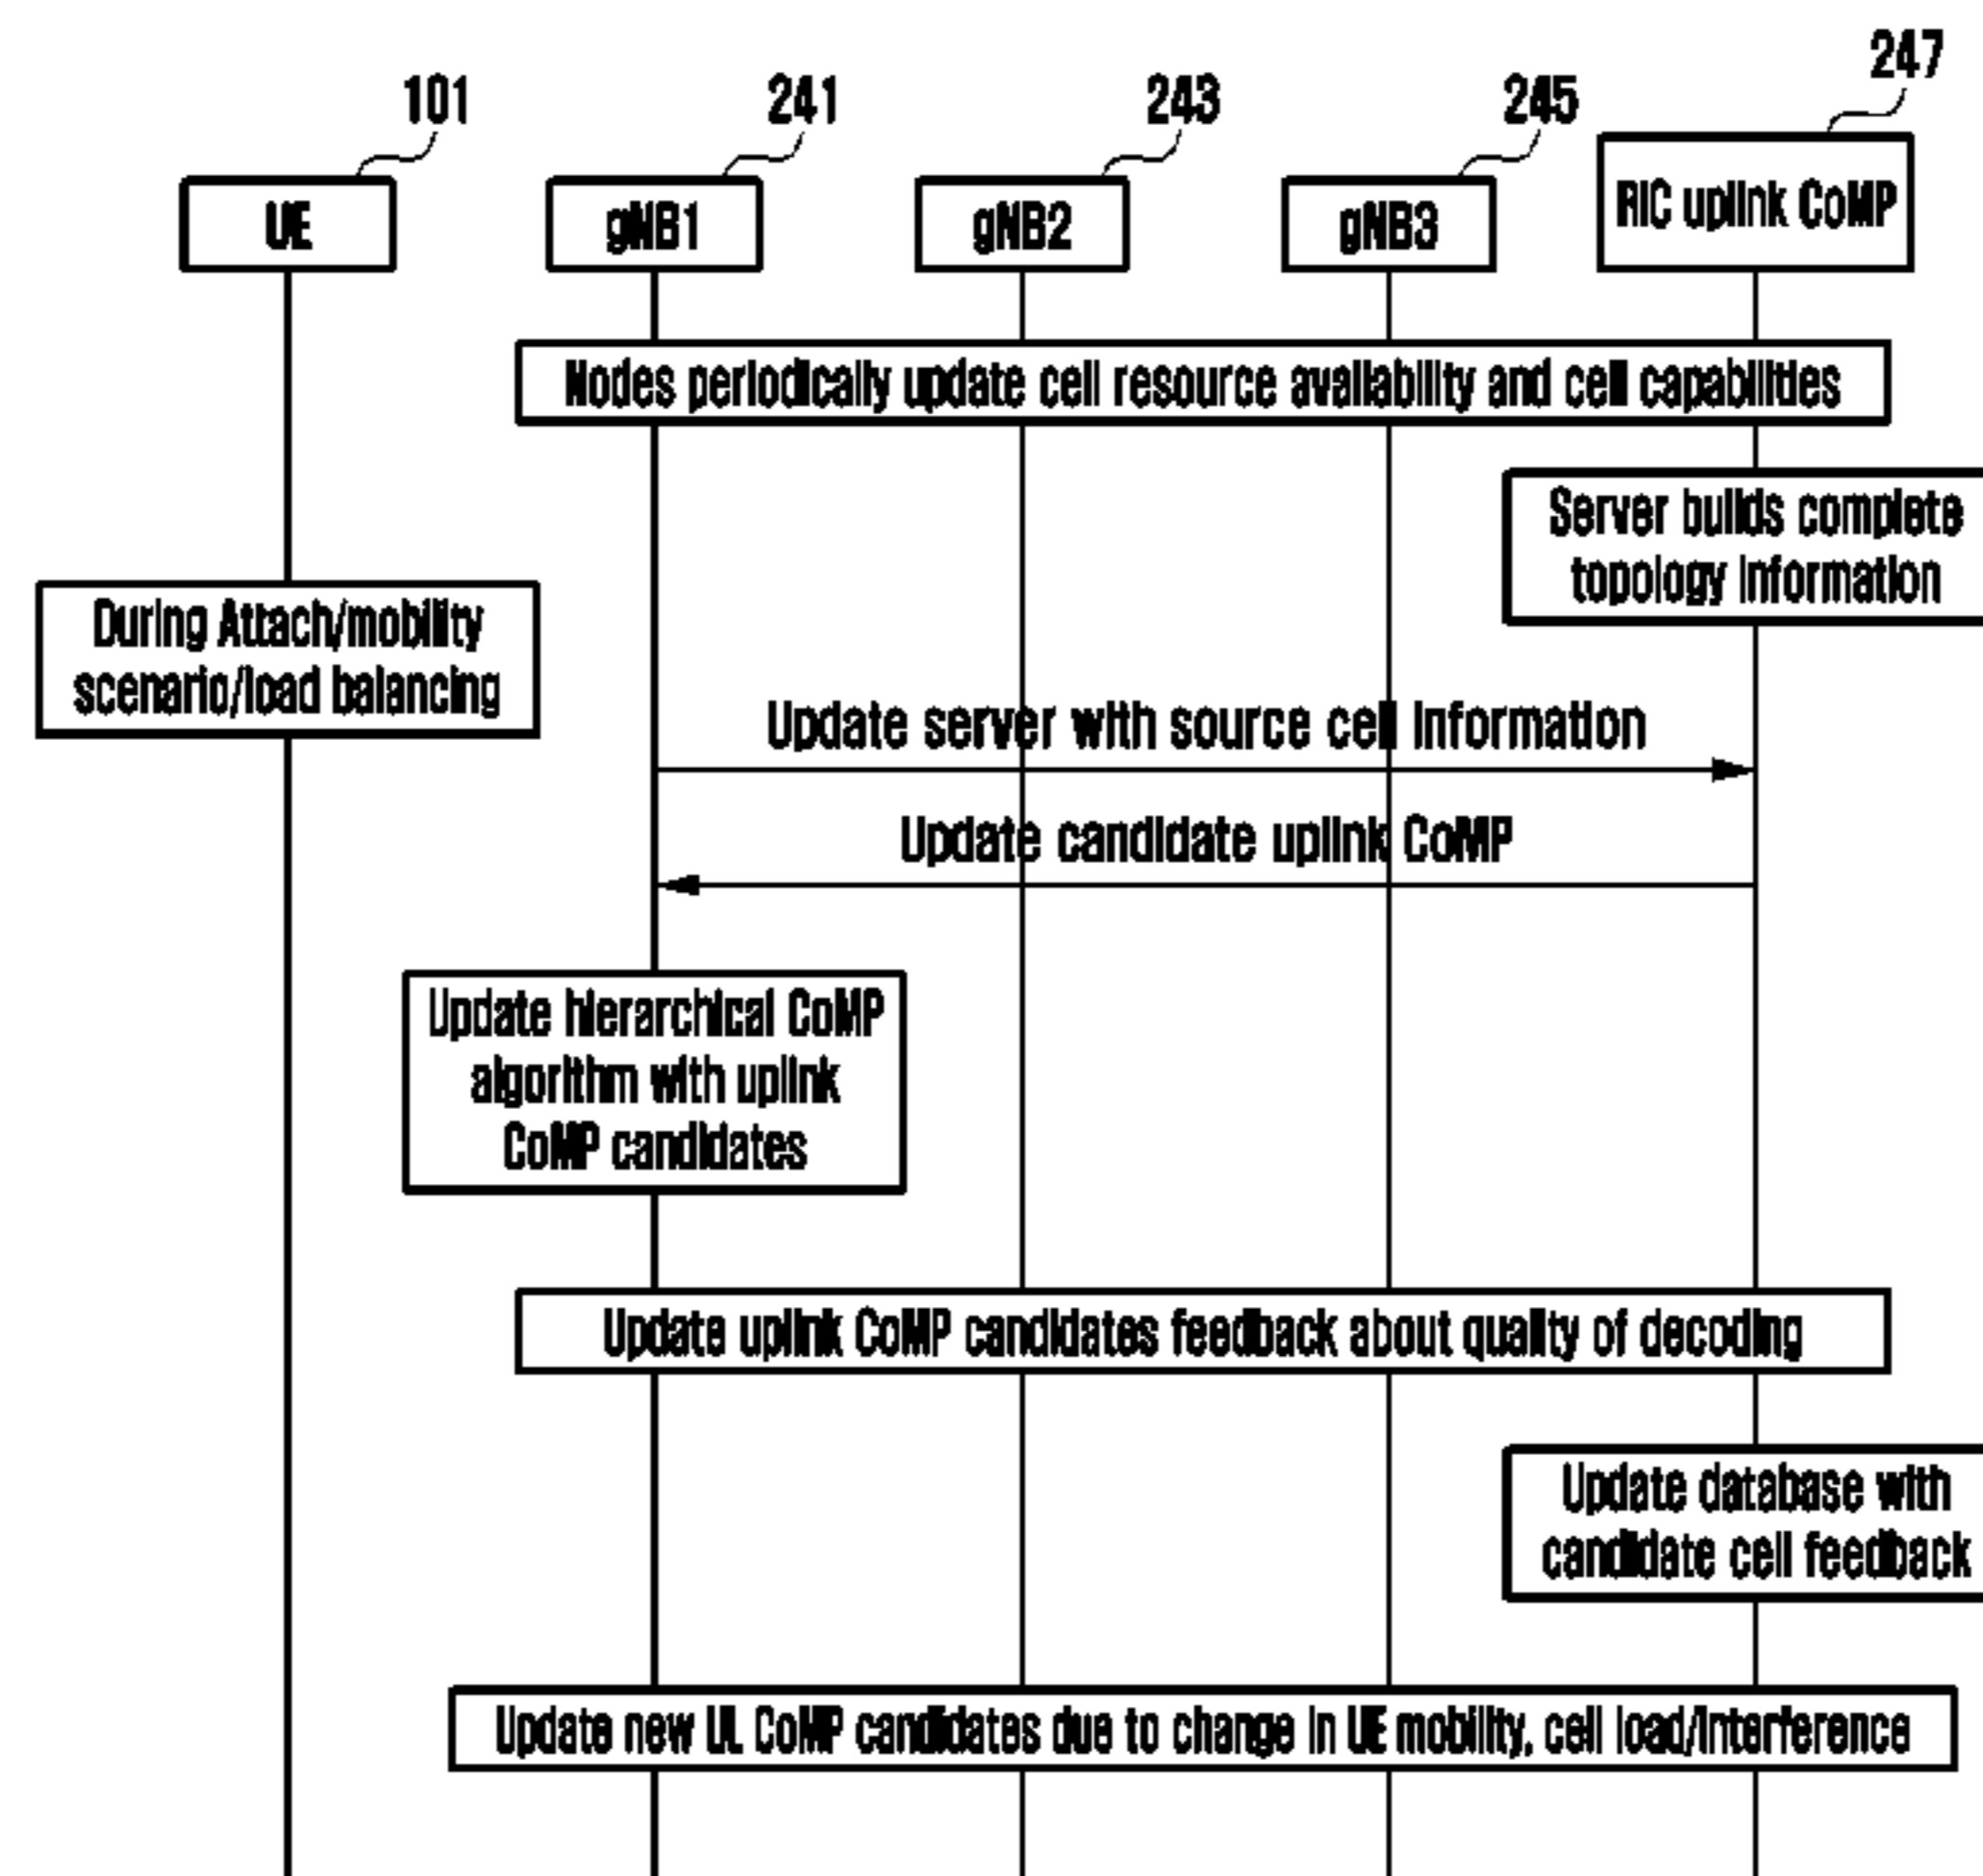 101
241
243
245
247
UE
gNB1
gNB2
gNB3
RIC uplink CoMP
Nodes periodically update cell resource availability and cell capabilities
Server builds complete
topology information
During Attach/mobility
scenario/load balancing
Update server with source cell information
Update candidate uplink CoMP
Update hierarchical CoMP
algorithm with uplink
CoMP candidates
Update uplink CoMP candidates feedback about quality of decoding
Update database with
candidate cell feedback
Update new UL CoMP candidates due to change in UE mobility, cell load/interference